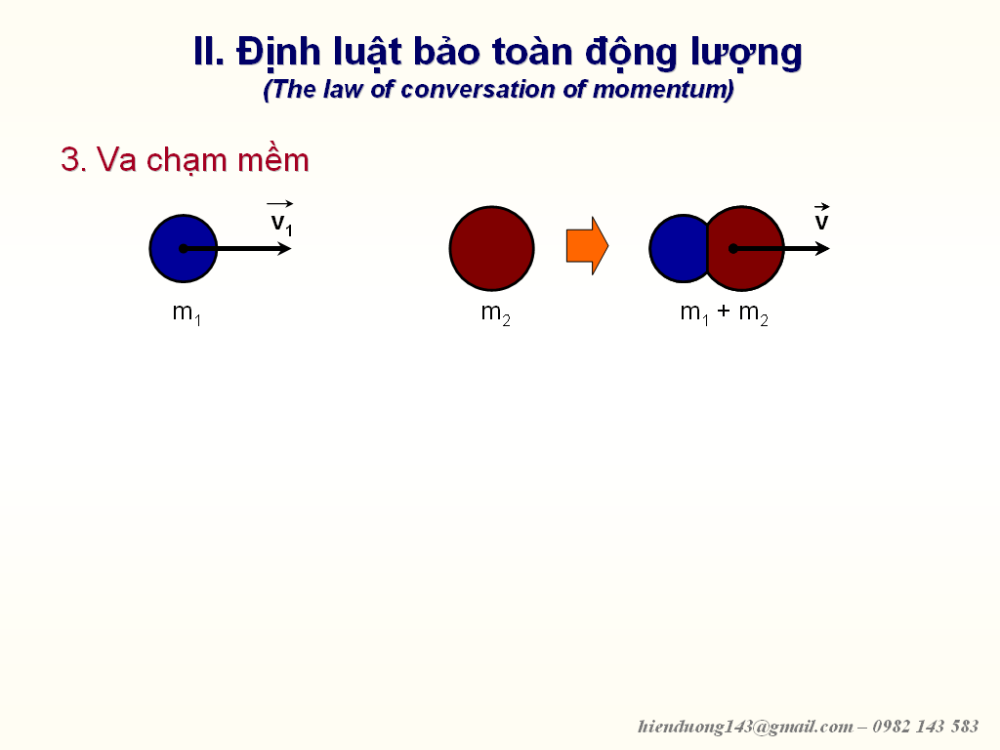 II. Định luật bảo toàn động lượng
(The law of conversation of momentum)
3. Va chạm mềm
v1
v
m1
m2
m1 + m2
hienduong143@gmail.com – 0982 143 583